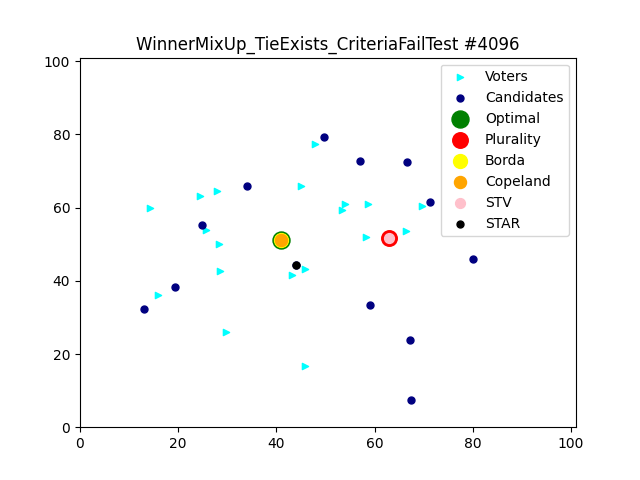 WinnerMixUp_TieExists_CriteriaFailTest #4096
100
80
60
40
20
0
0 20 40 60 80 100
Voters
Candidates
Optimal
Plurality
Borda
Copeland
STV
STAR